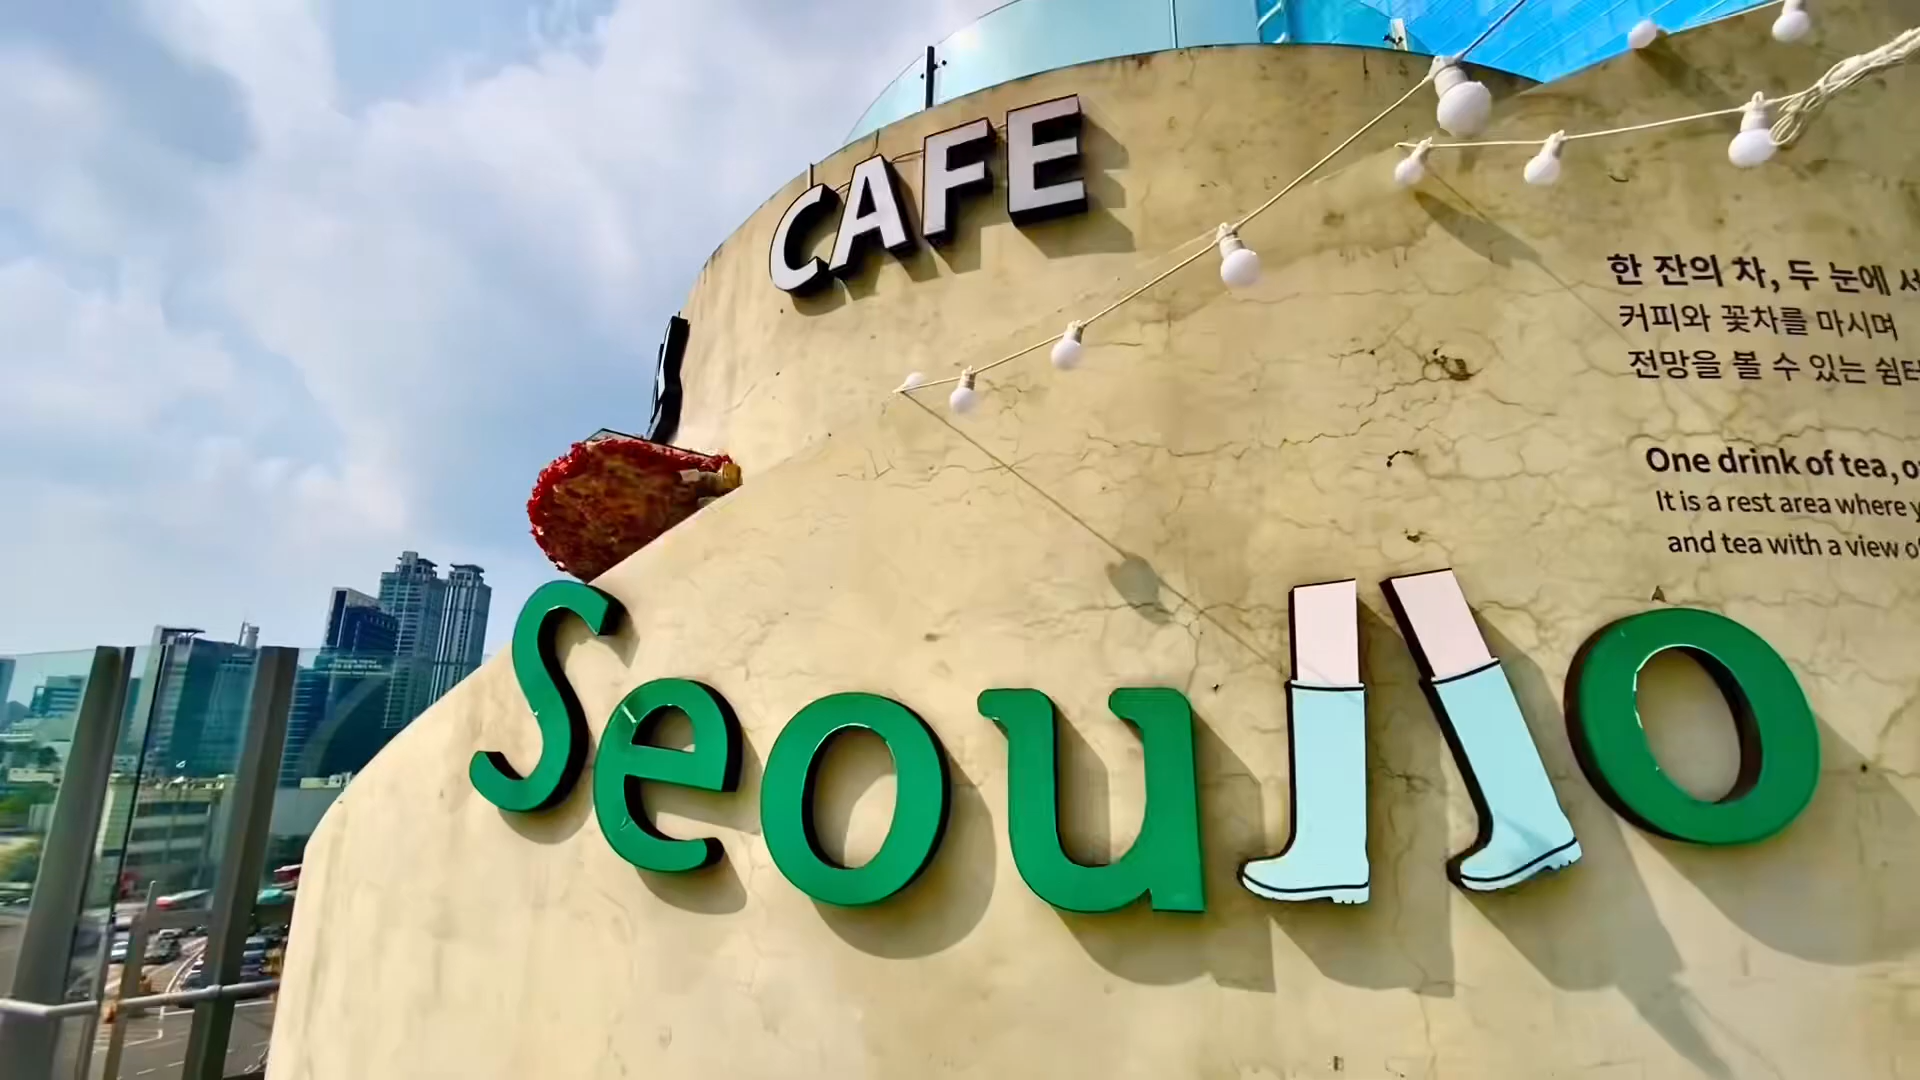 CAFE
한 잔의 차, 두 눈에
커피와 꽃차를 마시며
전망을 볼 수 있는 쉼터
One drink of tea,
It is a rest area where
and tea with a view
Seoullo